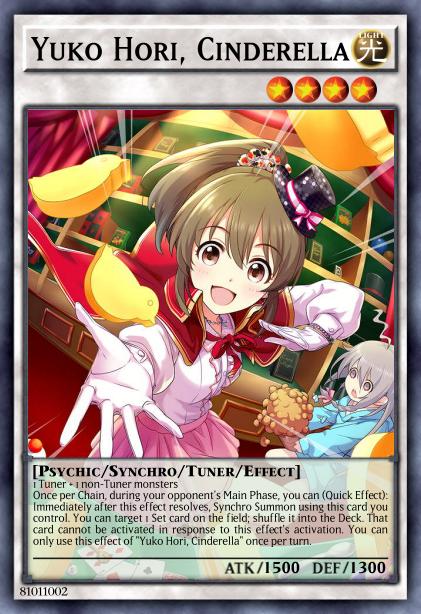 YUKO HORI, CINDERELLA
LIGHT
光
[PSYCHIC/SYNCHRO/TUNER/EFFECT]
1 Tuner + 1 non-Tuner monsters
Once per Chain, during your opponent's Main Phase, you can (Quick Effect):
Immediately after this effect resolves, Synchro Summon using this card you
control. You can target 1 Set card on the field; shuffle it into the Deck. That
card cannot be activated in response to this effect's activation. You can
only use this effect of "Yuko Hori, Cinderella" once per turn.
ATK/1500 DEF/1300
81011002